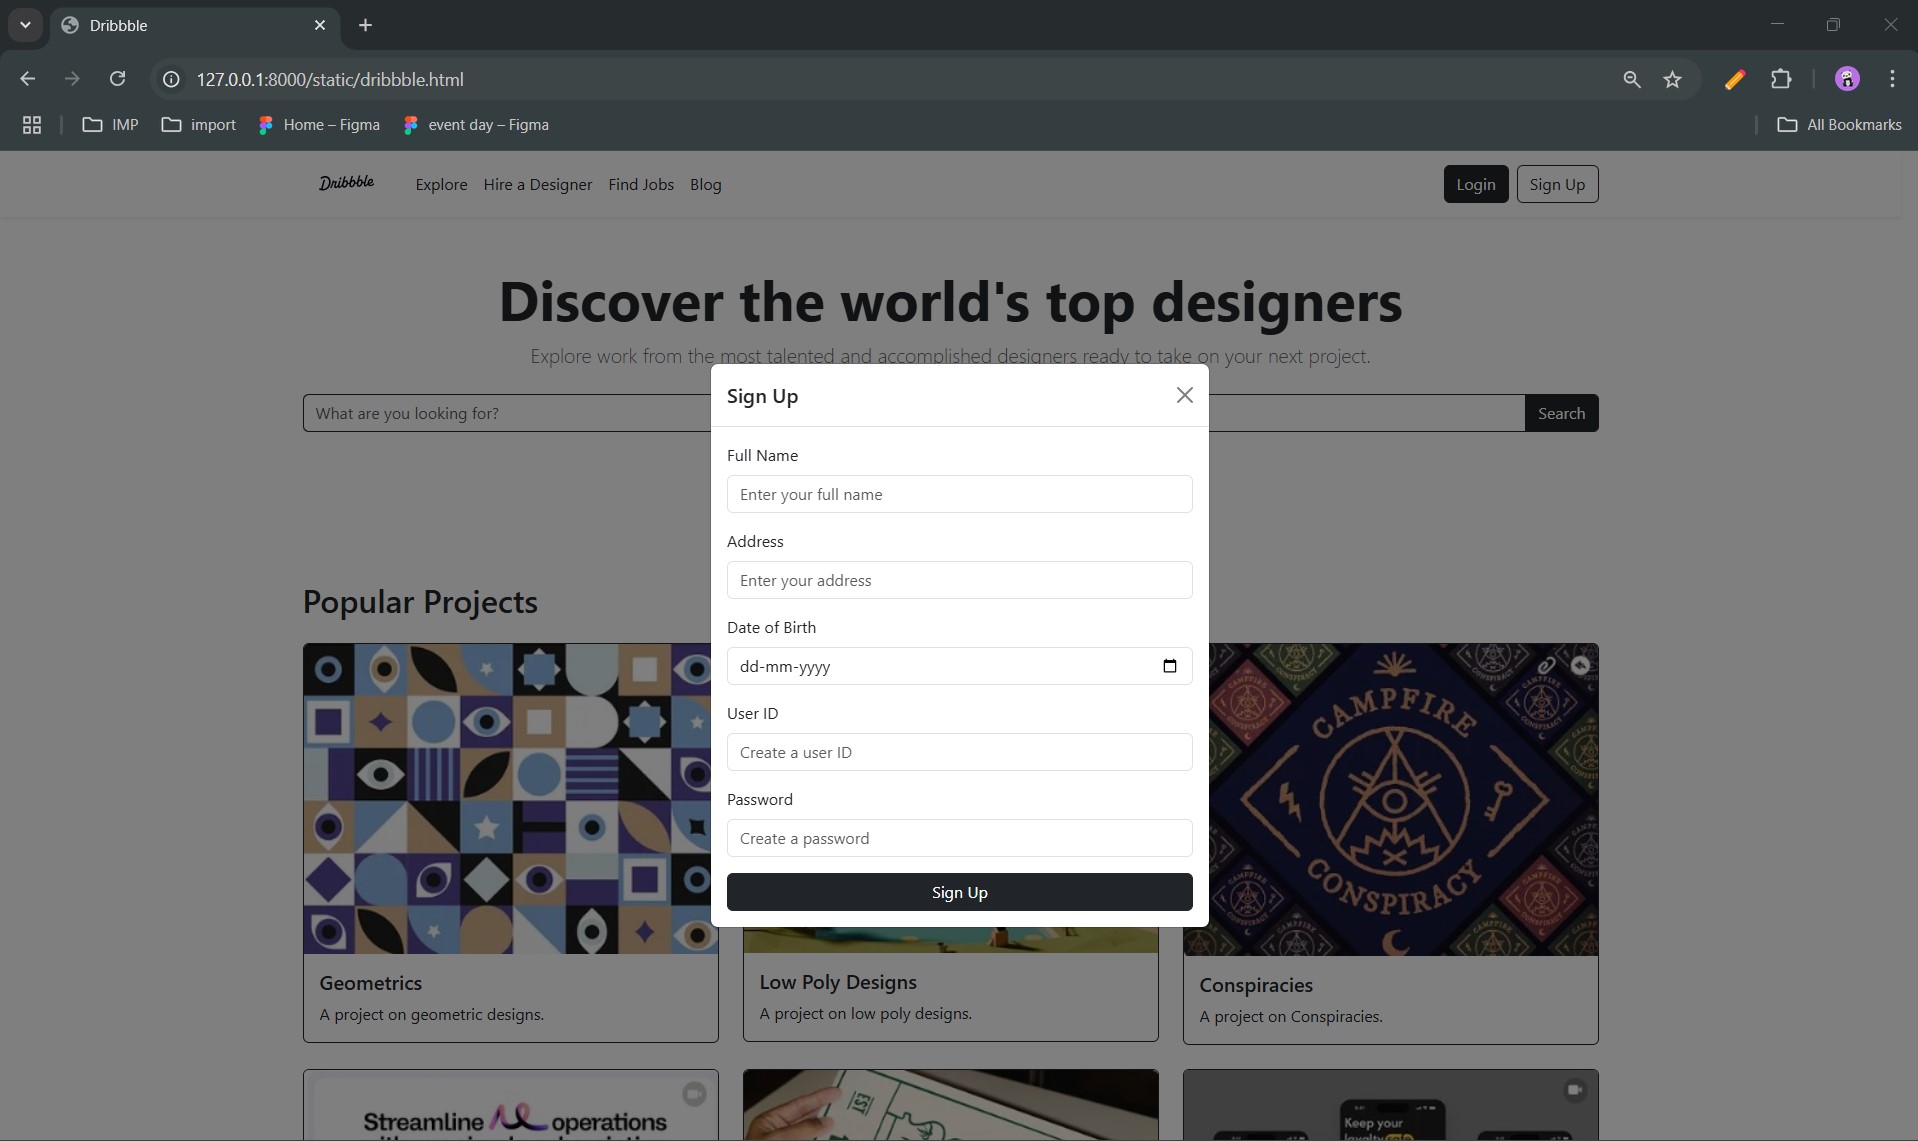 Dribbble
127.0.0.1:8000/static/dribbble.html
IMP
import
Home – Figma
event day – Figma
All Bookmarks
Dribbble
Explore
Hire a Designer
Find Jobs
Blog
Login
Sign Up
Discover the world's top designers
Explore work from the most talented and accomplished designers ready to take on your next project.
What are you looking for?
Search
Sign Up
Full Name
Enter your full name
Address
Enter your address
Date of Birth
dd-mm-yyyy
User ID
Create a user ID
Password
Create a password
Sign Up
Popular Projects
CAMPFIRE
CONSPIRACY
Geometrics
A project on geometric designs.
Low Poly Designs
A project on low poly designs.
Conspiracies
A project on Conspiracies.
Streamline operations
EST
Keep your